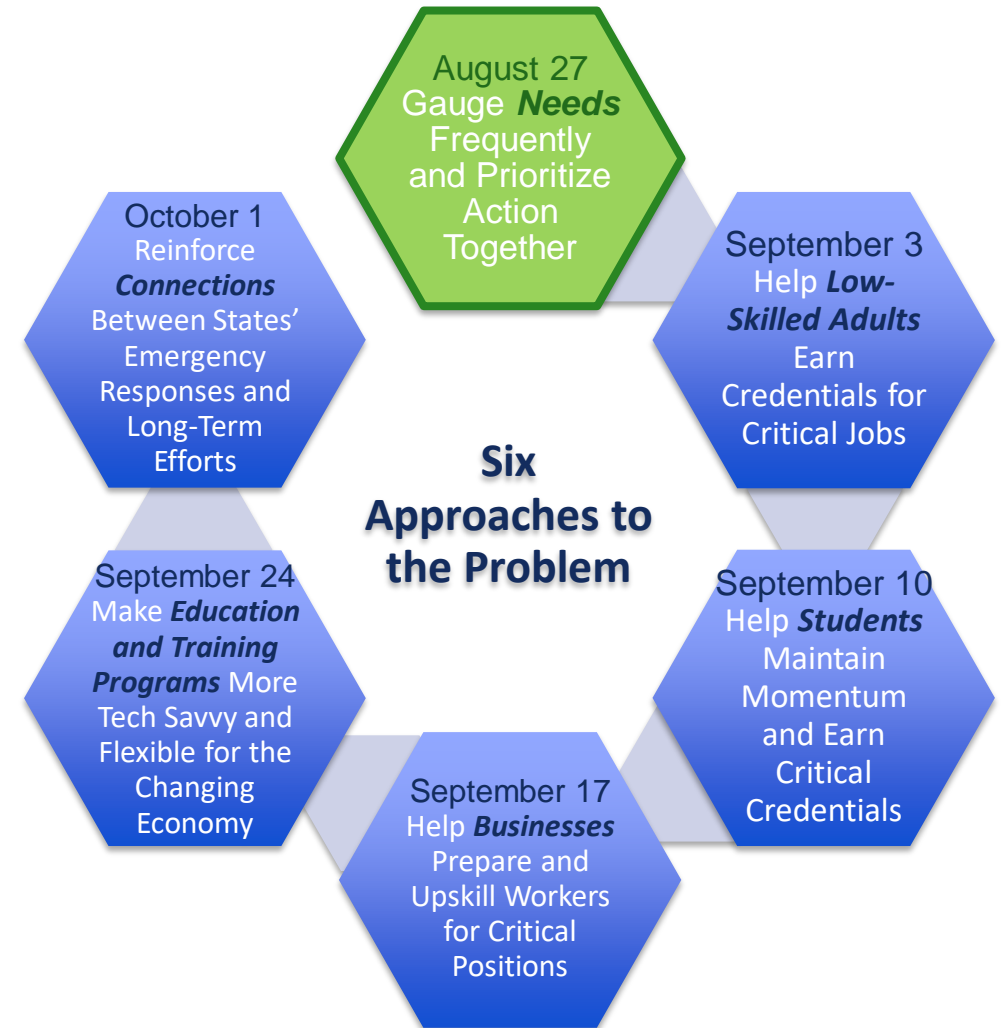 August 27
Gauge Needs
Frequently
and Prioritize
Action
Together
September 3
Help Low-
Skilled Adults
Earn
Credentials for
Critical Jobs
September 10
Help Students
Maintain
Momentum
and Earn
Critical
Credentials
September 17
Help Businesses
Prepare and
Upskill Workers
for Critical
Positions
September 24
Make Education
and Training
Programs More
Tech Savvy and
Flexible for the
Changing
Economy
October 1
Reinforce
Connections
Between States’
Emergency
Responses and
Long-Term
Efforts
Six
Approaches to
the Problem